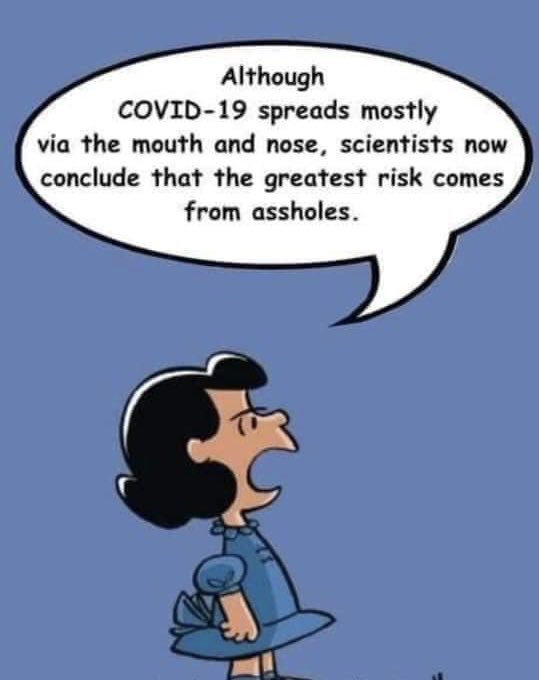 Although
COVID-19 spreads mostly
via the mouth and nose, scientists now
conclude that the greatest risk comes
from assholes.